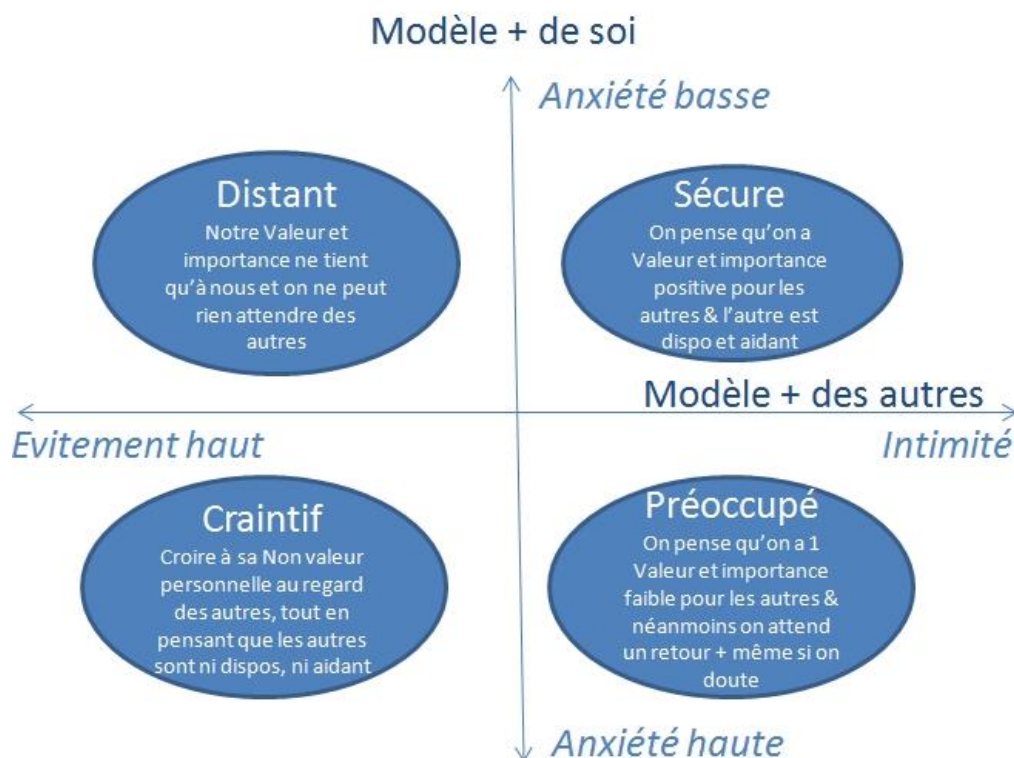 Modèle + de soi
Anxiété basse
Distant
Notre Valeur et
importance ne tient
qu'à nous et on ne peut
rien attendre des
autres
Sécure
On pense qu'on a
Valeur et importance
positive pour les
autres & l'autre est
dispo et aidant
Modèle + des autres
Evitement haut
Intimité
Craintif
Croire à sa Non valeur
personnelle au regard
des autres, tout en
pensant que les autres
sont ni dispos, ni aidant
Préoccupé
On pense qu'on a 1
Valeur et importance
faible pour les autres &
néanmoins on attend
un retour + même si on
doute
Anxiété haute